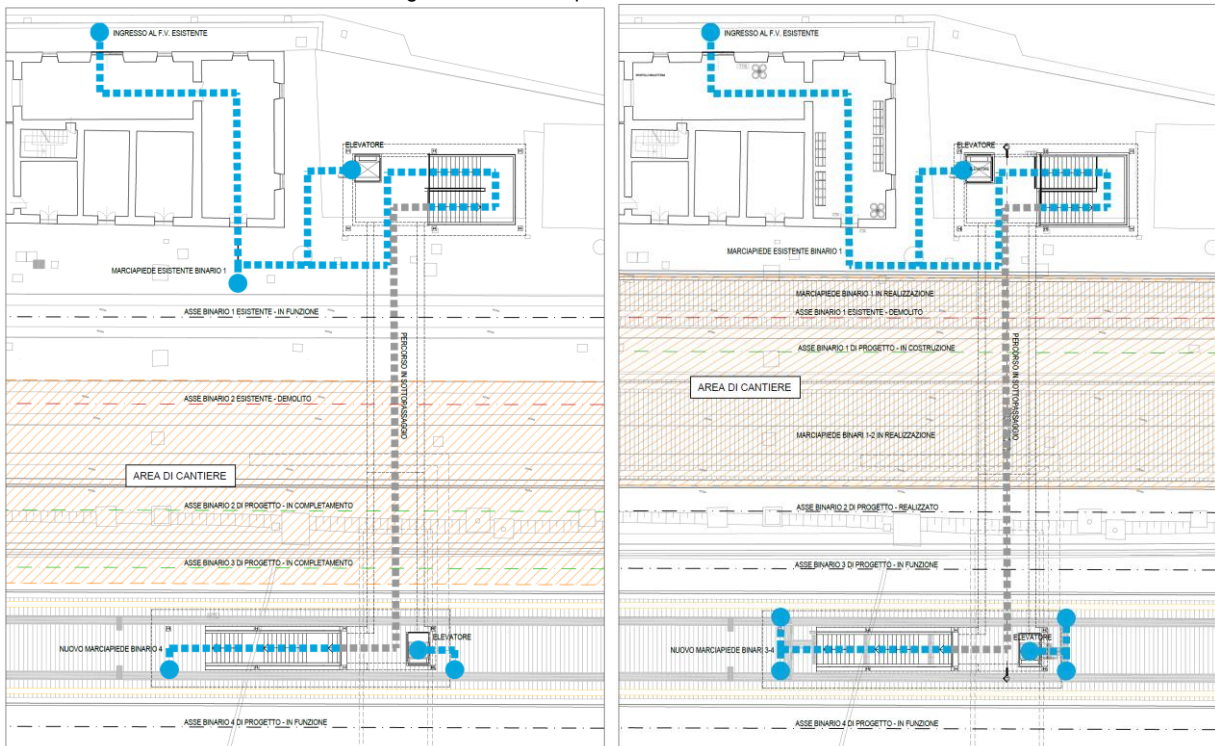 INGRESSO AL F.V. ESISTENTE
ELEVATORE
MARCIAPIEDE ESISTENTE BINARIO 1
ASSE BINARIO 1 ESISTENTE - IN FUNZIONE
PERCORSO IN SOTTOPASSAGGIO
ASSE BINARIO 2 ESISTENTE - DEMOLITO
AREA DI CANTIERE
ASSE BINARIO 2 DI PROGETTO - IN COMPLETAMENTO
ASSE BINARIO 3 DI PROGETTO - IN COMPLETAMENTO
ELEVATORE
NUOVO MARCIAPIEDE BINARIO 4
ASSE BINARIO 4 DI PROGETTO - IN FUNZIONE
INGRESSO AL F.V. ESISTENTE
ELEVATORE
MARCIAPIEDE ESISTENTE BINARIO 1
MARCIAPIEDE BINARIO 1 IN REALIZZAZIONE
ASSE BINARIO 1 ESISTENTE - DEMOLITO
PERCORSO IN SOTTOPASSAGGIO
ASSE BINARIO 1 DI PROGETTO - IN COSTRUZIONE
AREA DI CANTIERE
MARCIAPIEDE BINARI 1-2 IN REALIZZAZIONE
ASSE BINARIO 2 DI PROGETTO - REALIZZATO
ASSE BINARIO 3 DI PROGETTO - IN FUNZIONE
ELEVATORE
NUOVO MARCIAPIEDE BINARI 3-4
ASSE BINARIO 4 DI PROGETTO - IN FUNZIONE